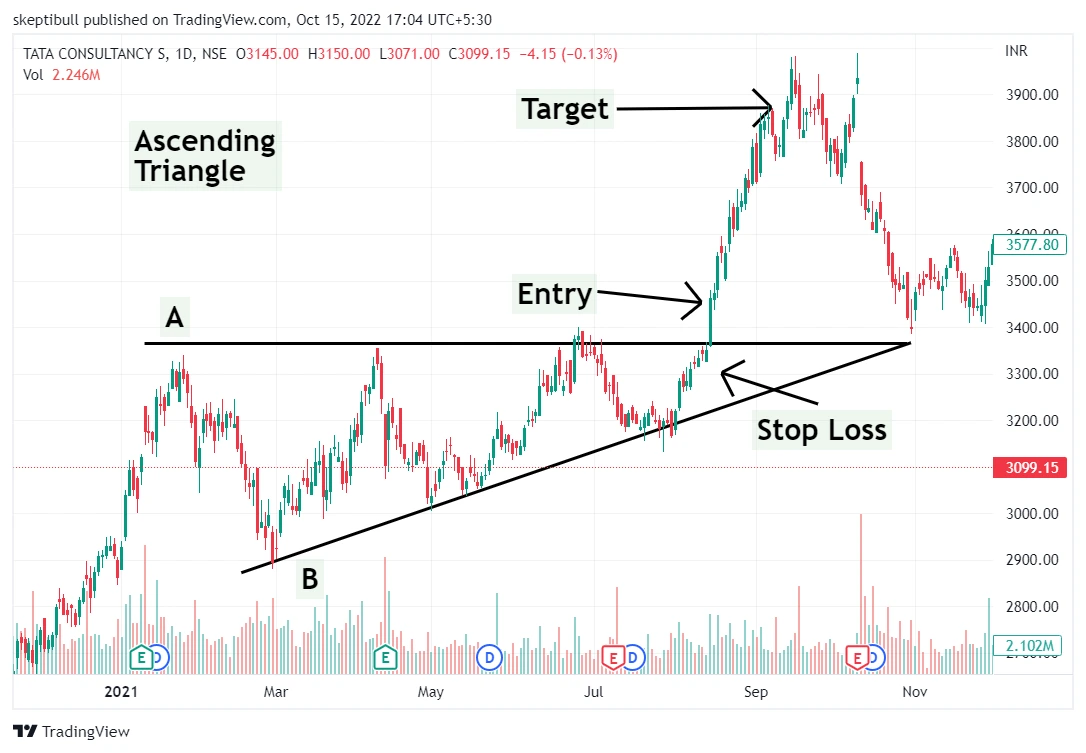 skeptibull published on TradingView.com, Oct 15, 2022 17:04 UTC+5:30
TATA CONSULTANCY S, 1D, NSE O3145.00 H3150.00 L3071.00 C3099.15 −4.15 (−0.13%)
INR
Vol 2.246M
3900.00
Target
Ascending
Triangle
3800.00
3700.00
3600.00
3577.80
3500.00
Entry
A
3400.00
3300.00
3200.00
Stop Loss
3099.15
3000.00
2900.00
B
2800.00
2.102M
E D E D E D E D
2021 Mar May Jul Sep Nov
TradingView